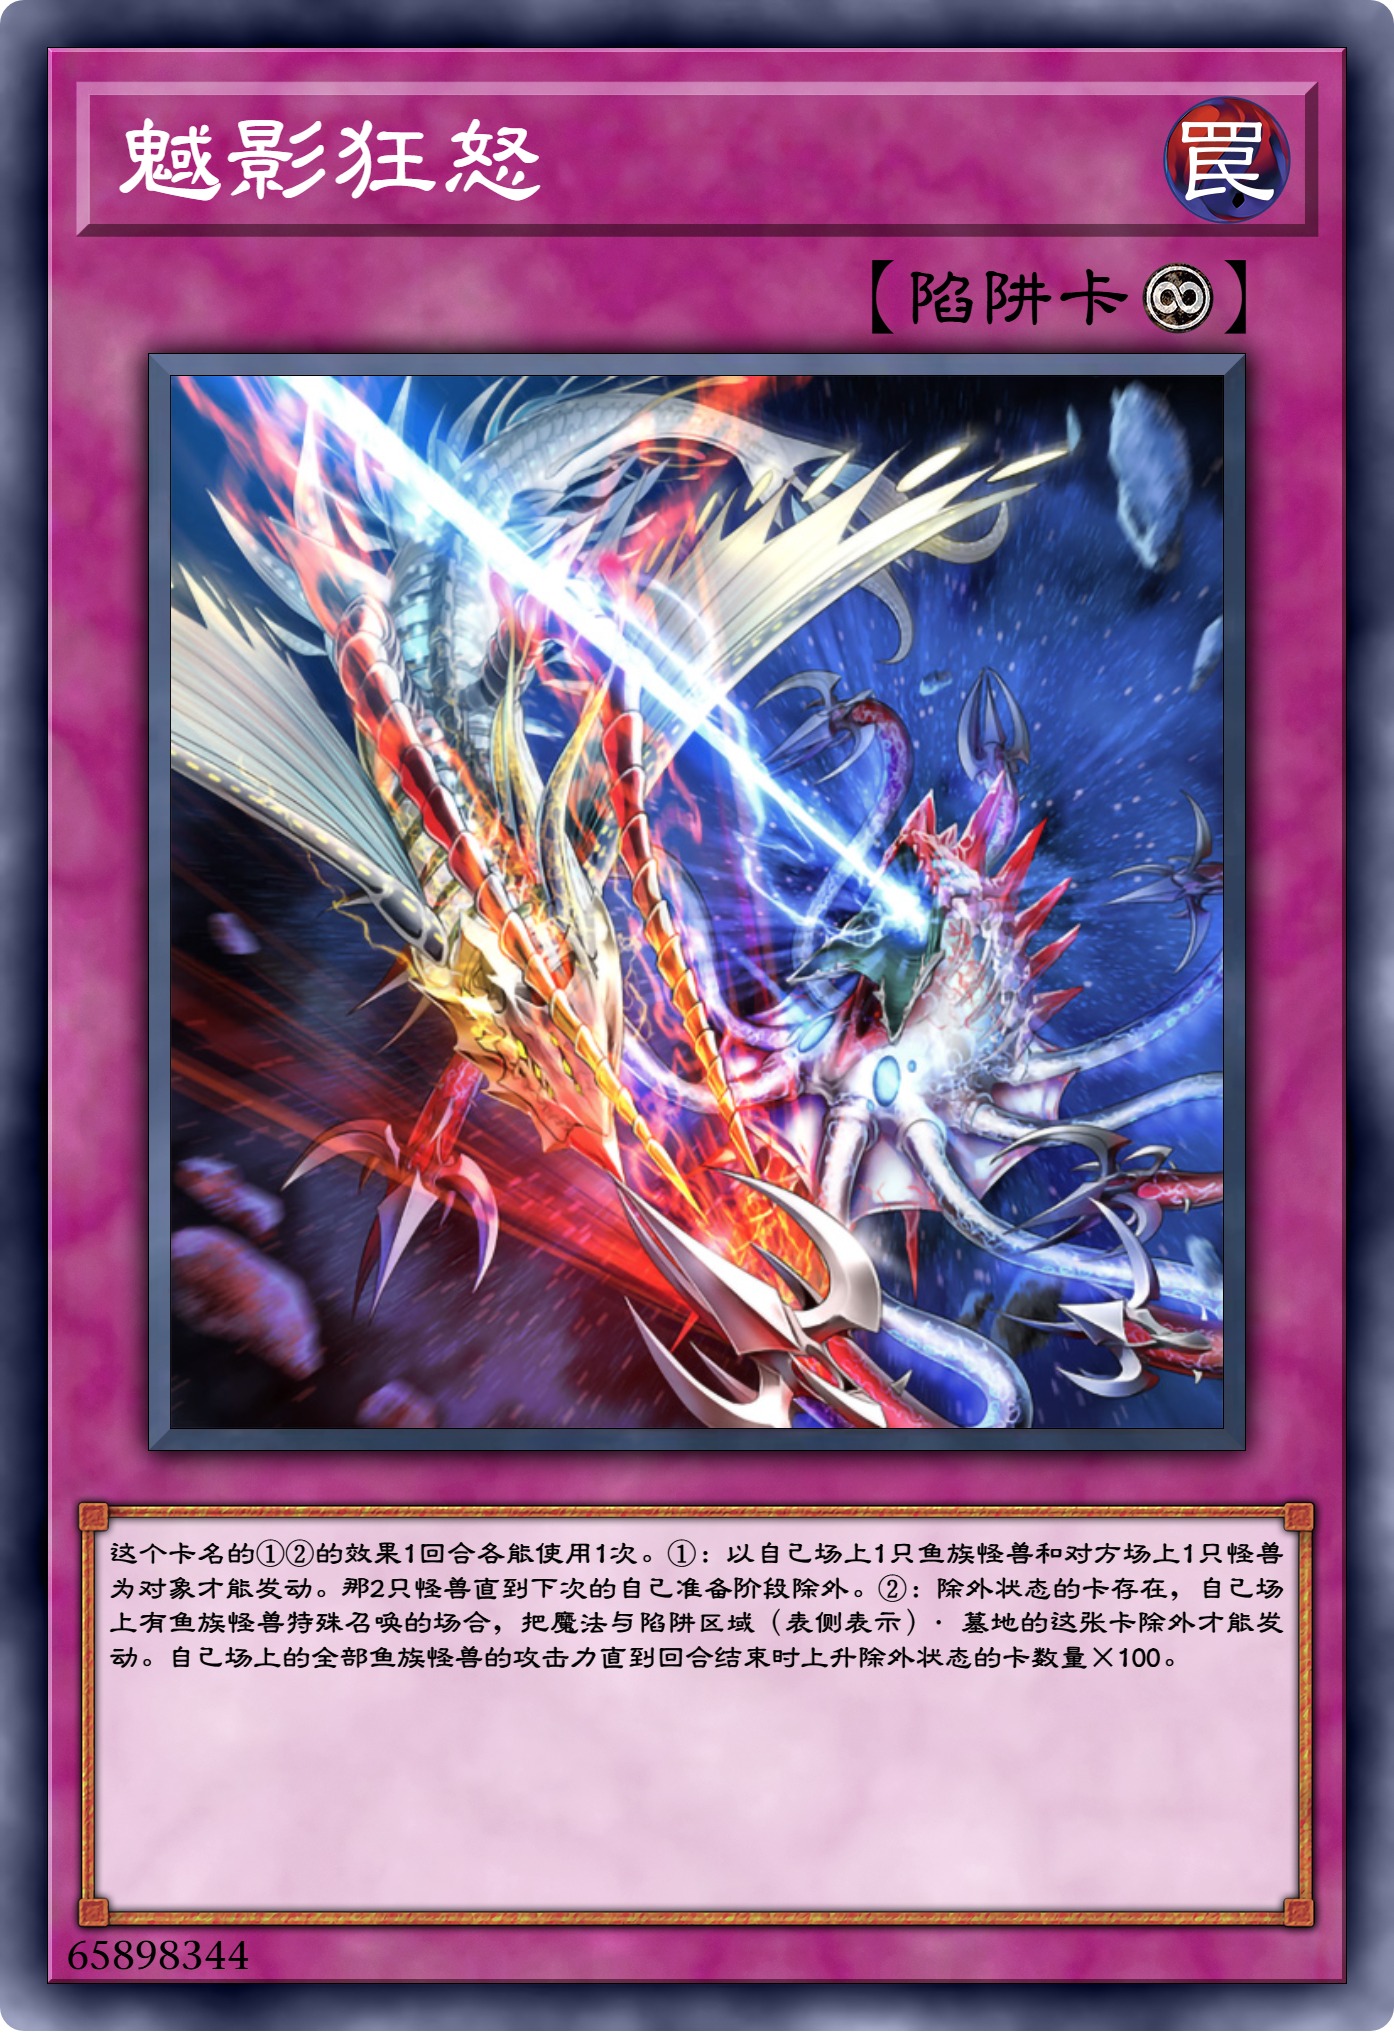 魊影狂怒
罠
【陷阱卡♾】
这个卡名的①②的效果1回合各能使用1次。①：以自己场上1只鱼族怪兽和对方场上1只怪兽
为对象才能发动。那2只怪兽直到下次的自己准备阶段除外。②：除外状态的卡存在，自己场
上有鱼族怪兽特殊召唤的场合，把魔法与陷阱区域（表侧表示）·墓地的这张卡除外才能发
动。自己场上的全部鱼族怪兽的攻击力直到回合结束时上升除外状态的卡数量×100。
65898344